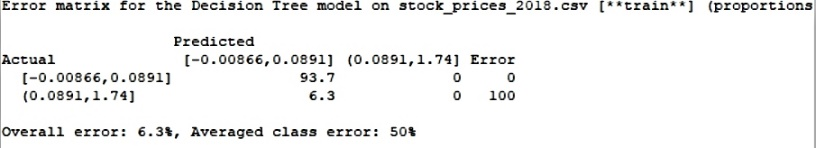 Error matrix for the Decision Tree model on stock_prices_2018.csv [**train**] (proportions
Predicted
Actual [-0.00866,0.0891] (0.0891,1.74] Error
[-0.00866,0.0891] 93.7 0 0
(0.0891,1.74] 6.3 0 100
Overall error: 6.3%, Averaged class error: 50%